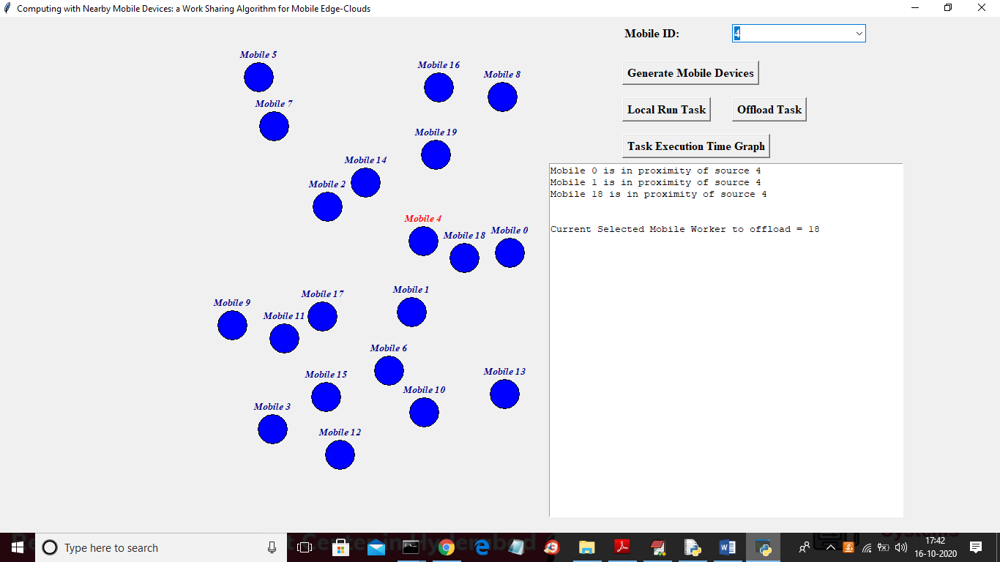 Computing with Nearby Mobile Devices: a Work Sharing Algorithm for Mobile Edge-Clouds
Mobile ID:
4
Generate Mobile Devices
Local Run Task
Offload Task
Task Execution Time Graph
Mobile 0 is in proximity of source 4
Mobile 1 is in proximity of source 4
Mobile 18 is in proximity of source 4
Current Selected Mobile Worker to offload = 18
Mobile 5
Mobile 16
Mobile 8
Mobile 7
Mobile 19
Mobile 14
Mobile 2
Mobile 4
Mobile 0
Mobile 18
Mobile 1
Mobile 17
Mobile 9
Mobile 11
Mobile 6
Mobile 13
Mobile 15
Mobile 10
Mobile 3
Mobile 12
Type here to search
17:42
16-10-2020